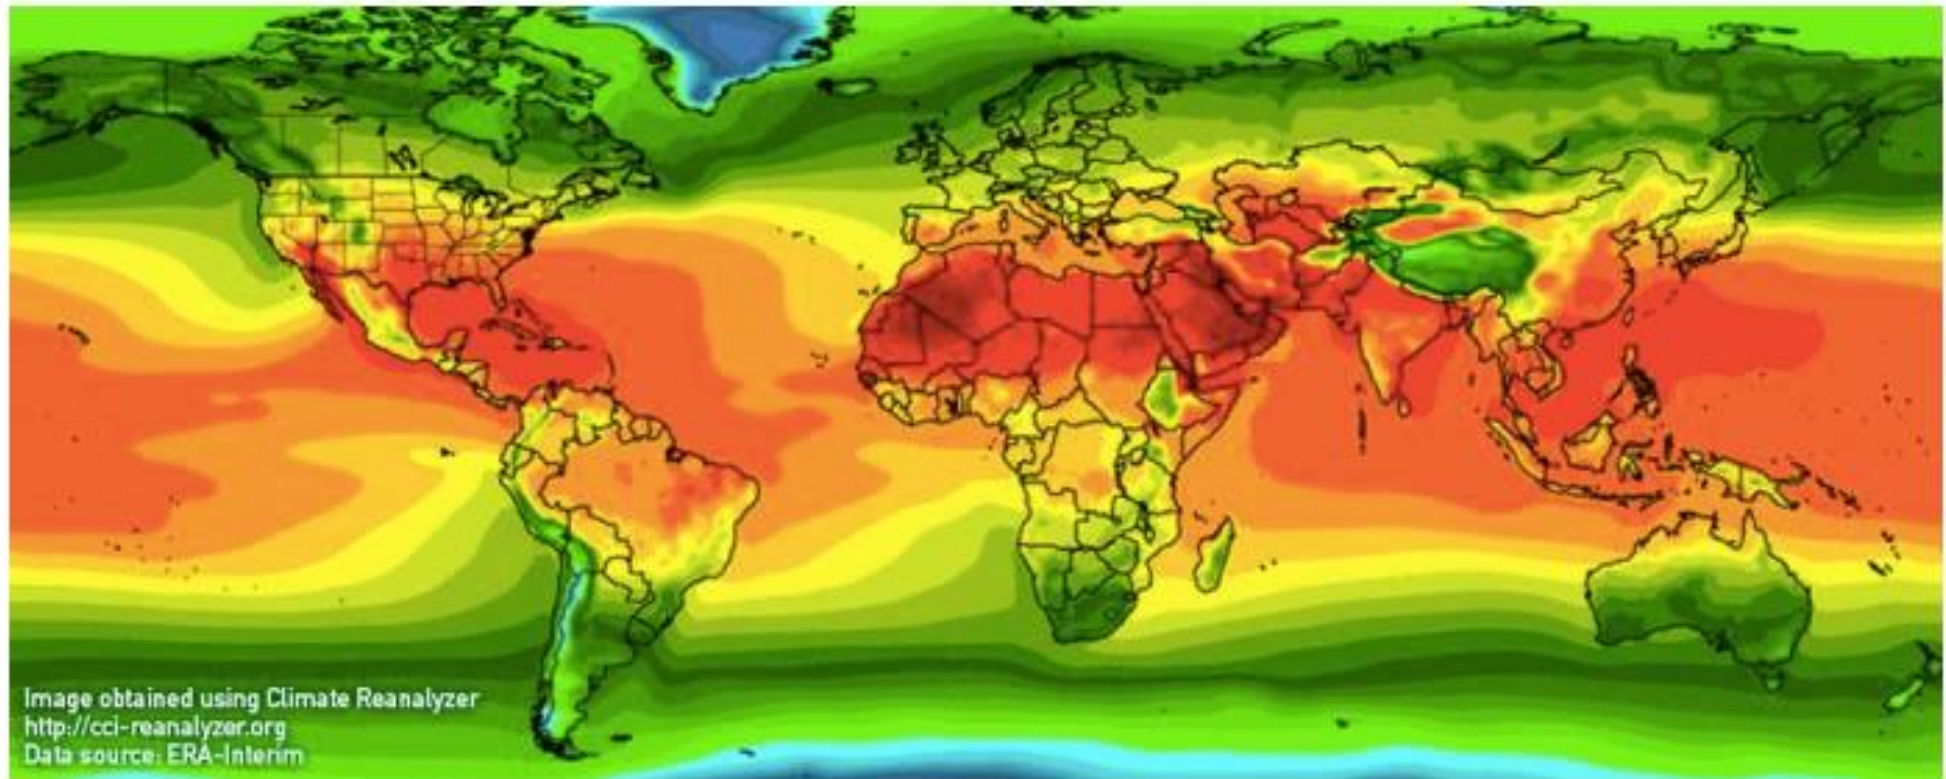 Image obtained using Climate Reanalyzer
http://cci-reanalyzer.org
Data source: ERA-Interim